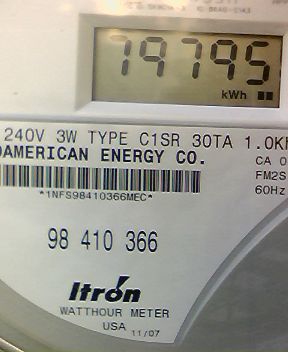 79795
kWh
240V 3W TYPE C1SR 30TA 1.0K
AMERICAN ENERGY CO.
CA 0
*1NFS98410366MEC*
FM2S
60Hz
98 410 366
Itrón
WATTHOUR METER
USA 11/07